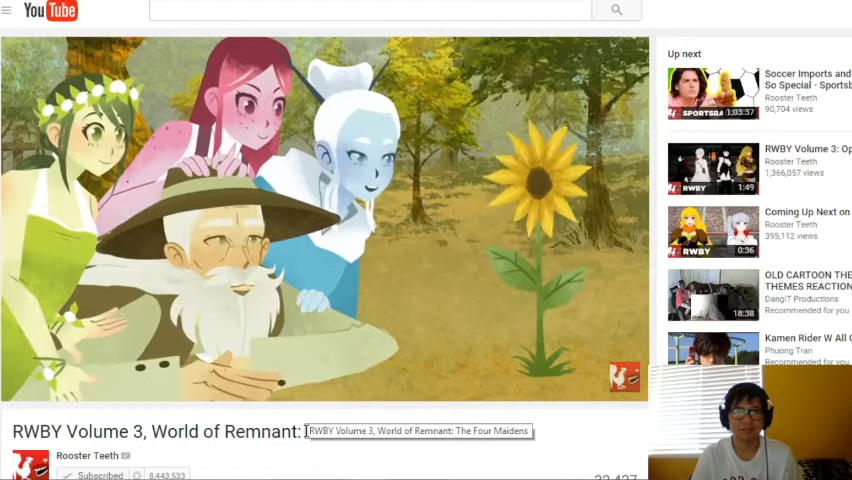 YouTube
Up next
Soccer Imports and
So Special - Sportsb
Rooster Teeth
90,704 views
SPORTSBA
1:03:37
RWBY Volume 3: Op
Rooster Teeth
1,366,057 views
RWBY
1:49
Coming Up Next on
Rooster Teeth
395,112 views
RWBY
0:36
OLD CARTOON THE
THEMES REACTION
DangIT Productions
Recommended for you
18:38
Kamen Rider W All C
Phuong Tran
Recommended for you
RWBY Volume 3, World of Remnant:
RWBY Volume 3, World of Remnant: The Four Maidens
Rooster Teeth
Subscribed
8,443,533